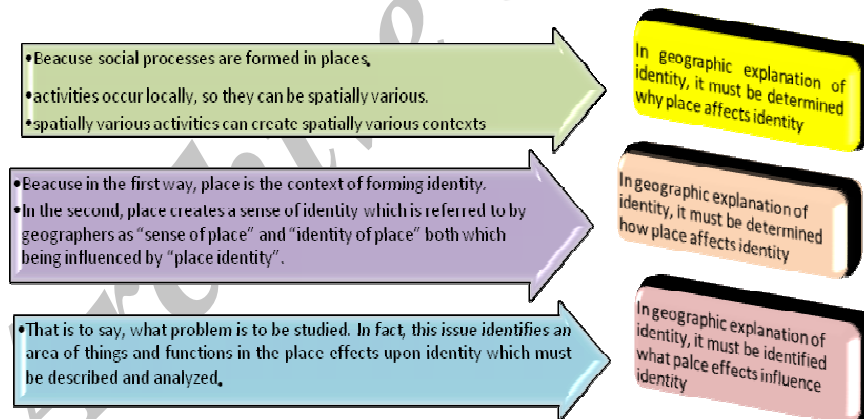 •Beacuse social processes are formed in places,
•activities occur locally, so they can be spatially various.
•spatially various activities can create spatially various contexts
In geographic explanation of
identity, it must be determined
why place affects identity
•Beacuse in the first way, place is the context of forming identity.
•In the second, place creates a sense of identity which is referred to by
geographers as “sense of place” and “identity of place” both which
being influenced by “place identity”.
In geographic explanation of
identity, it must be determined
how place affects identity
•That is to say, what problem is to be studied. In fact, this issue identifies an
area of things and functions in the place effects upon identity which must
be described and analyzed,
In geographic explanation of
identity, it must be identified
what palce effects influence
identity